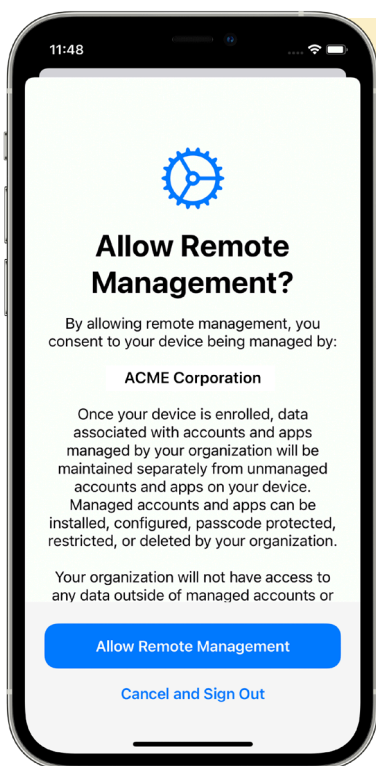 11:48
Allow Remote
Management?
By allowing remote management, you
consent to your device being managed by:
ACME Corporation
Once your device is enrolled, data
associated with accounts and apps
managed by your organization will be
maintained separately from unmanaged
accounts and apps on your device.
Managed accounts and apps can be
installed, configured, passcode protected,
restricted, or deleted by your organization.
Your organization will not have access to
any data outside of managed accounts or
Allow Remote Management
Cancel and Sign Out